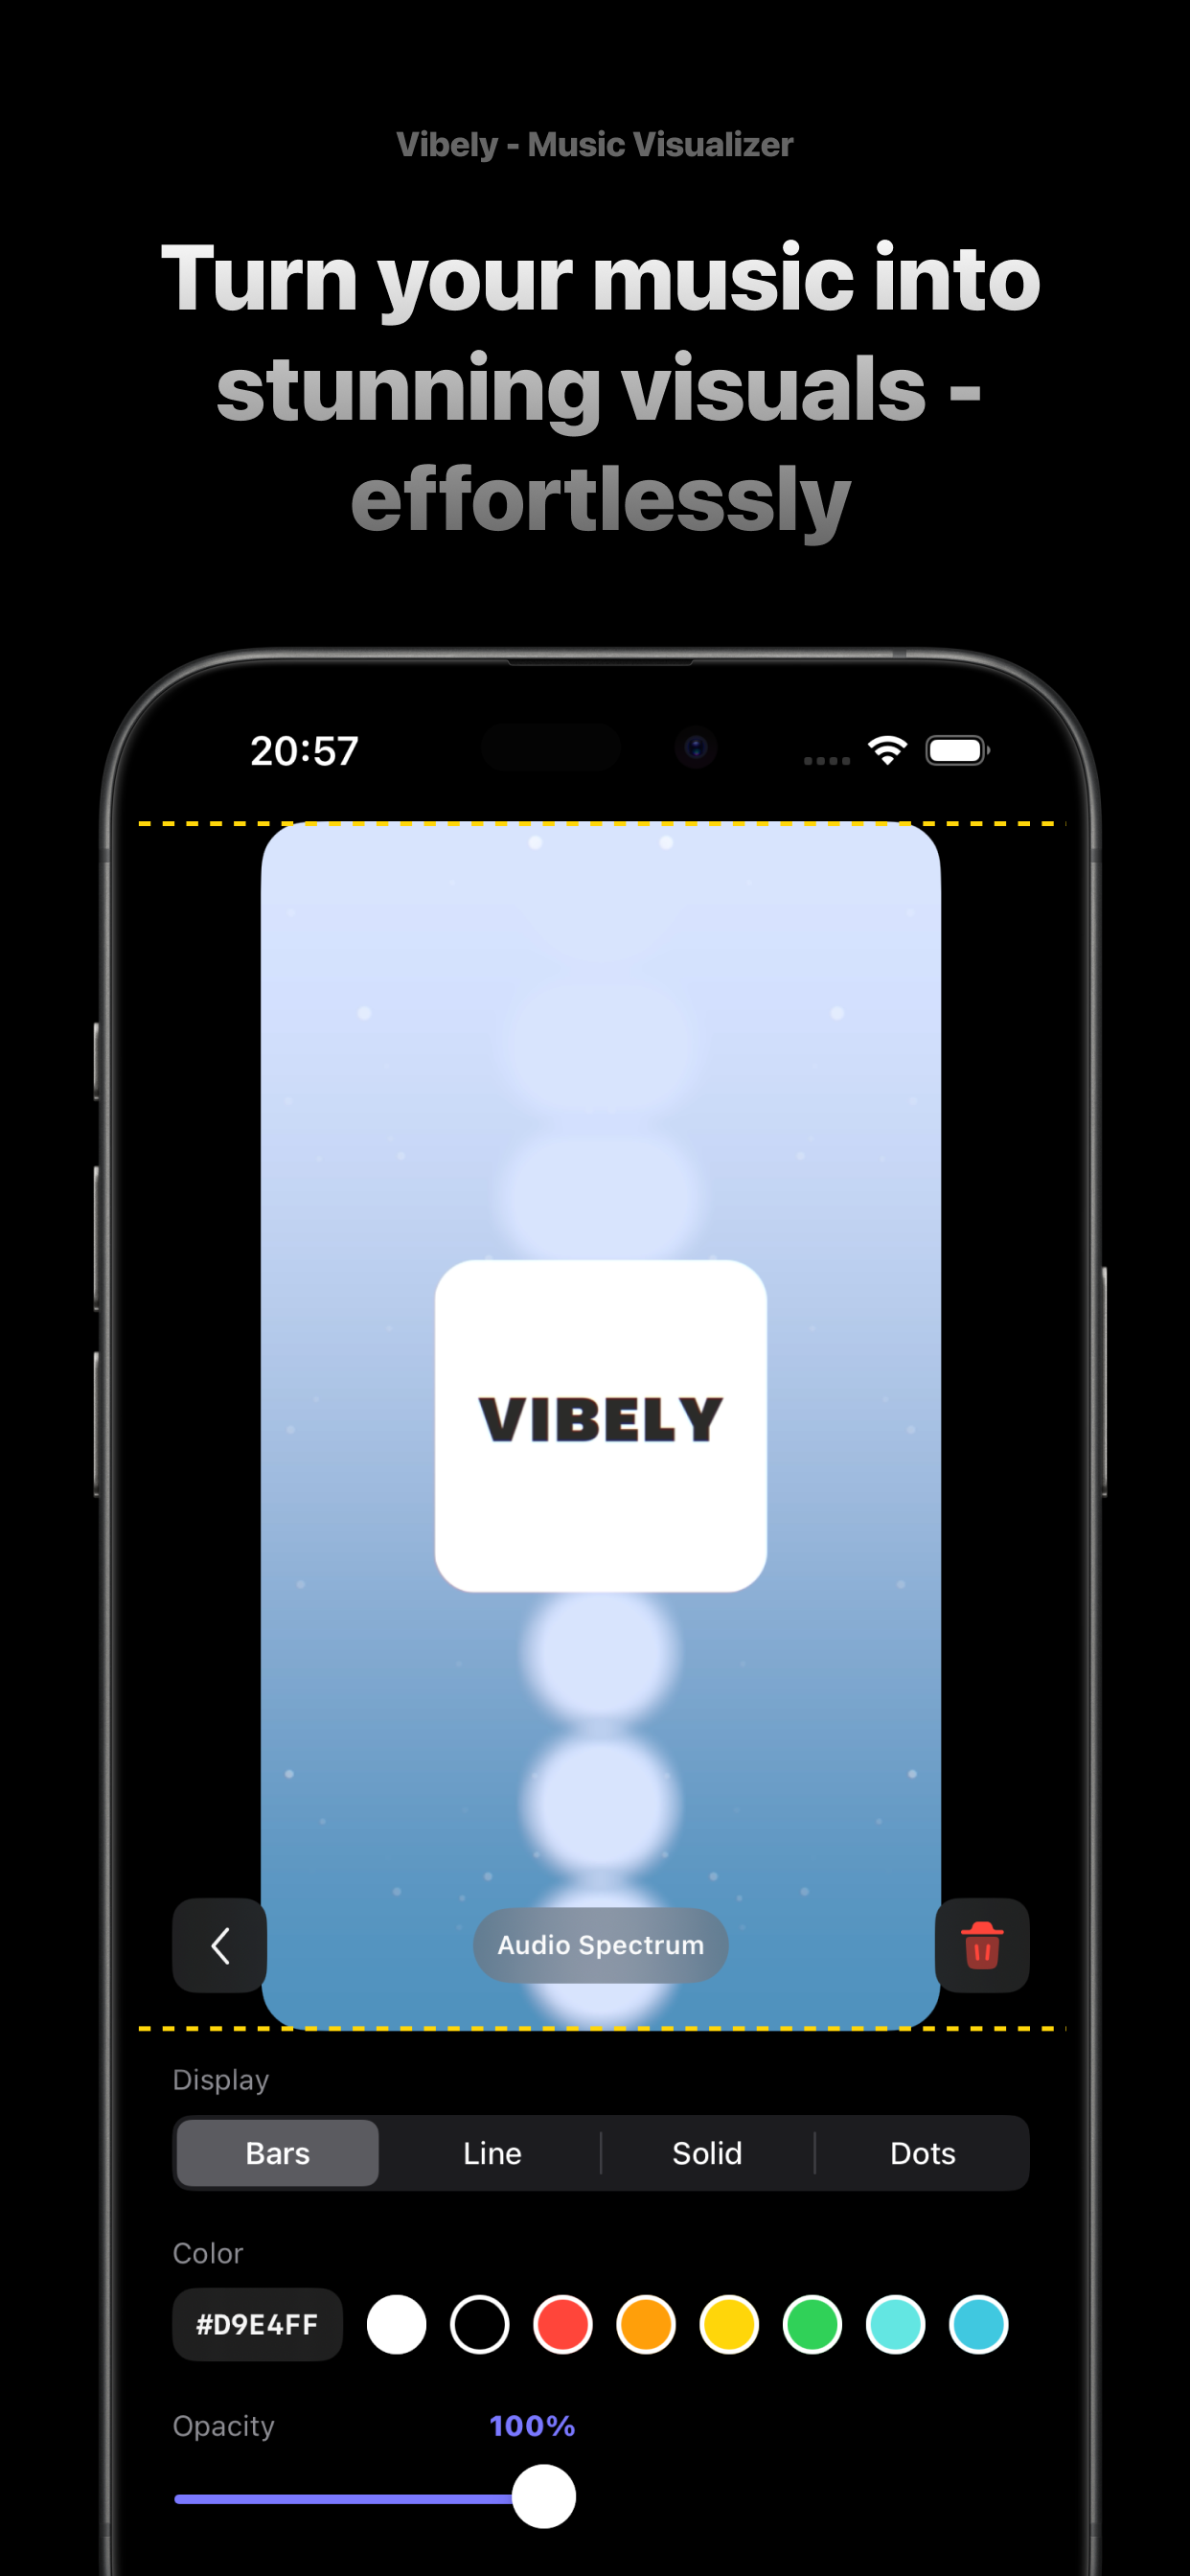 Vibely - Music Visualizer
Turn your music into
stunning visuals -
effortlessly
20:57
VIBELY
Audio Spectrum
Display
Bars Line Solid Dots
Color
#D9E4FF
Opacity 100%